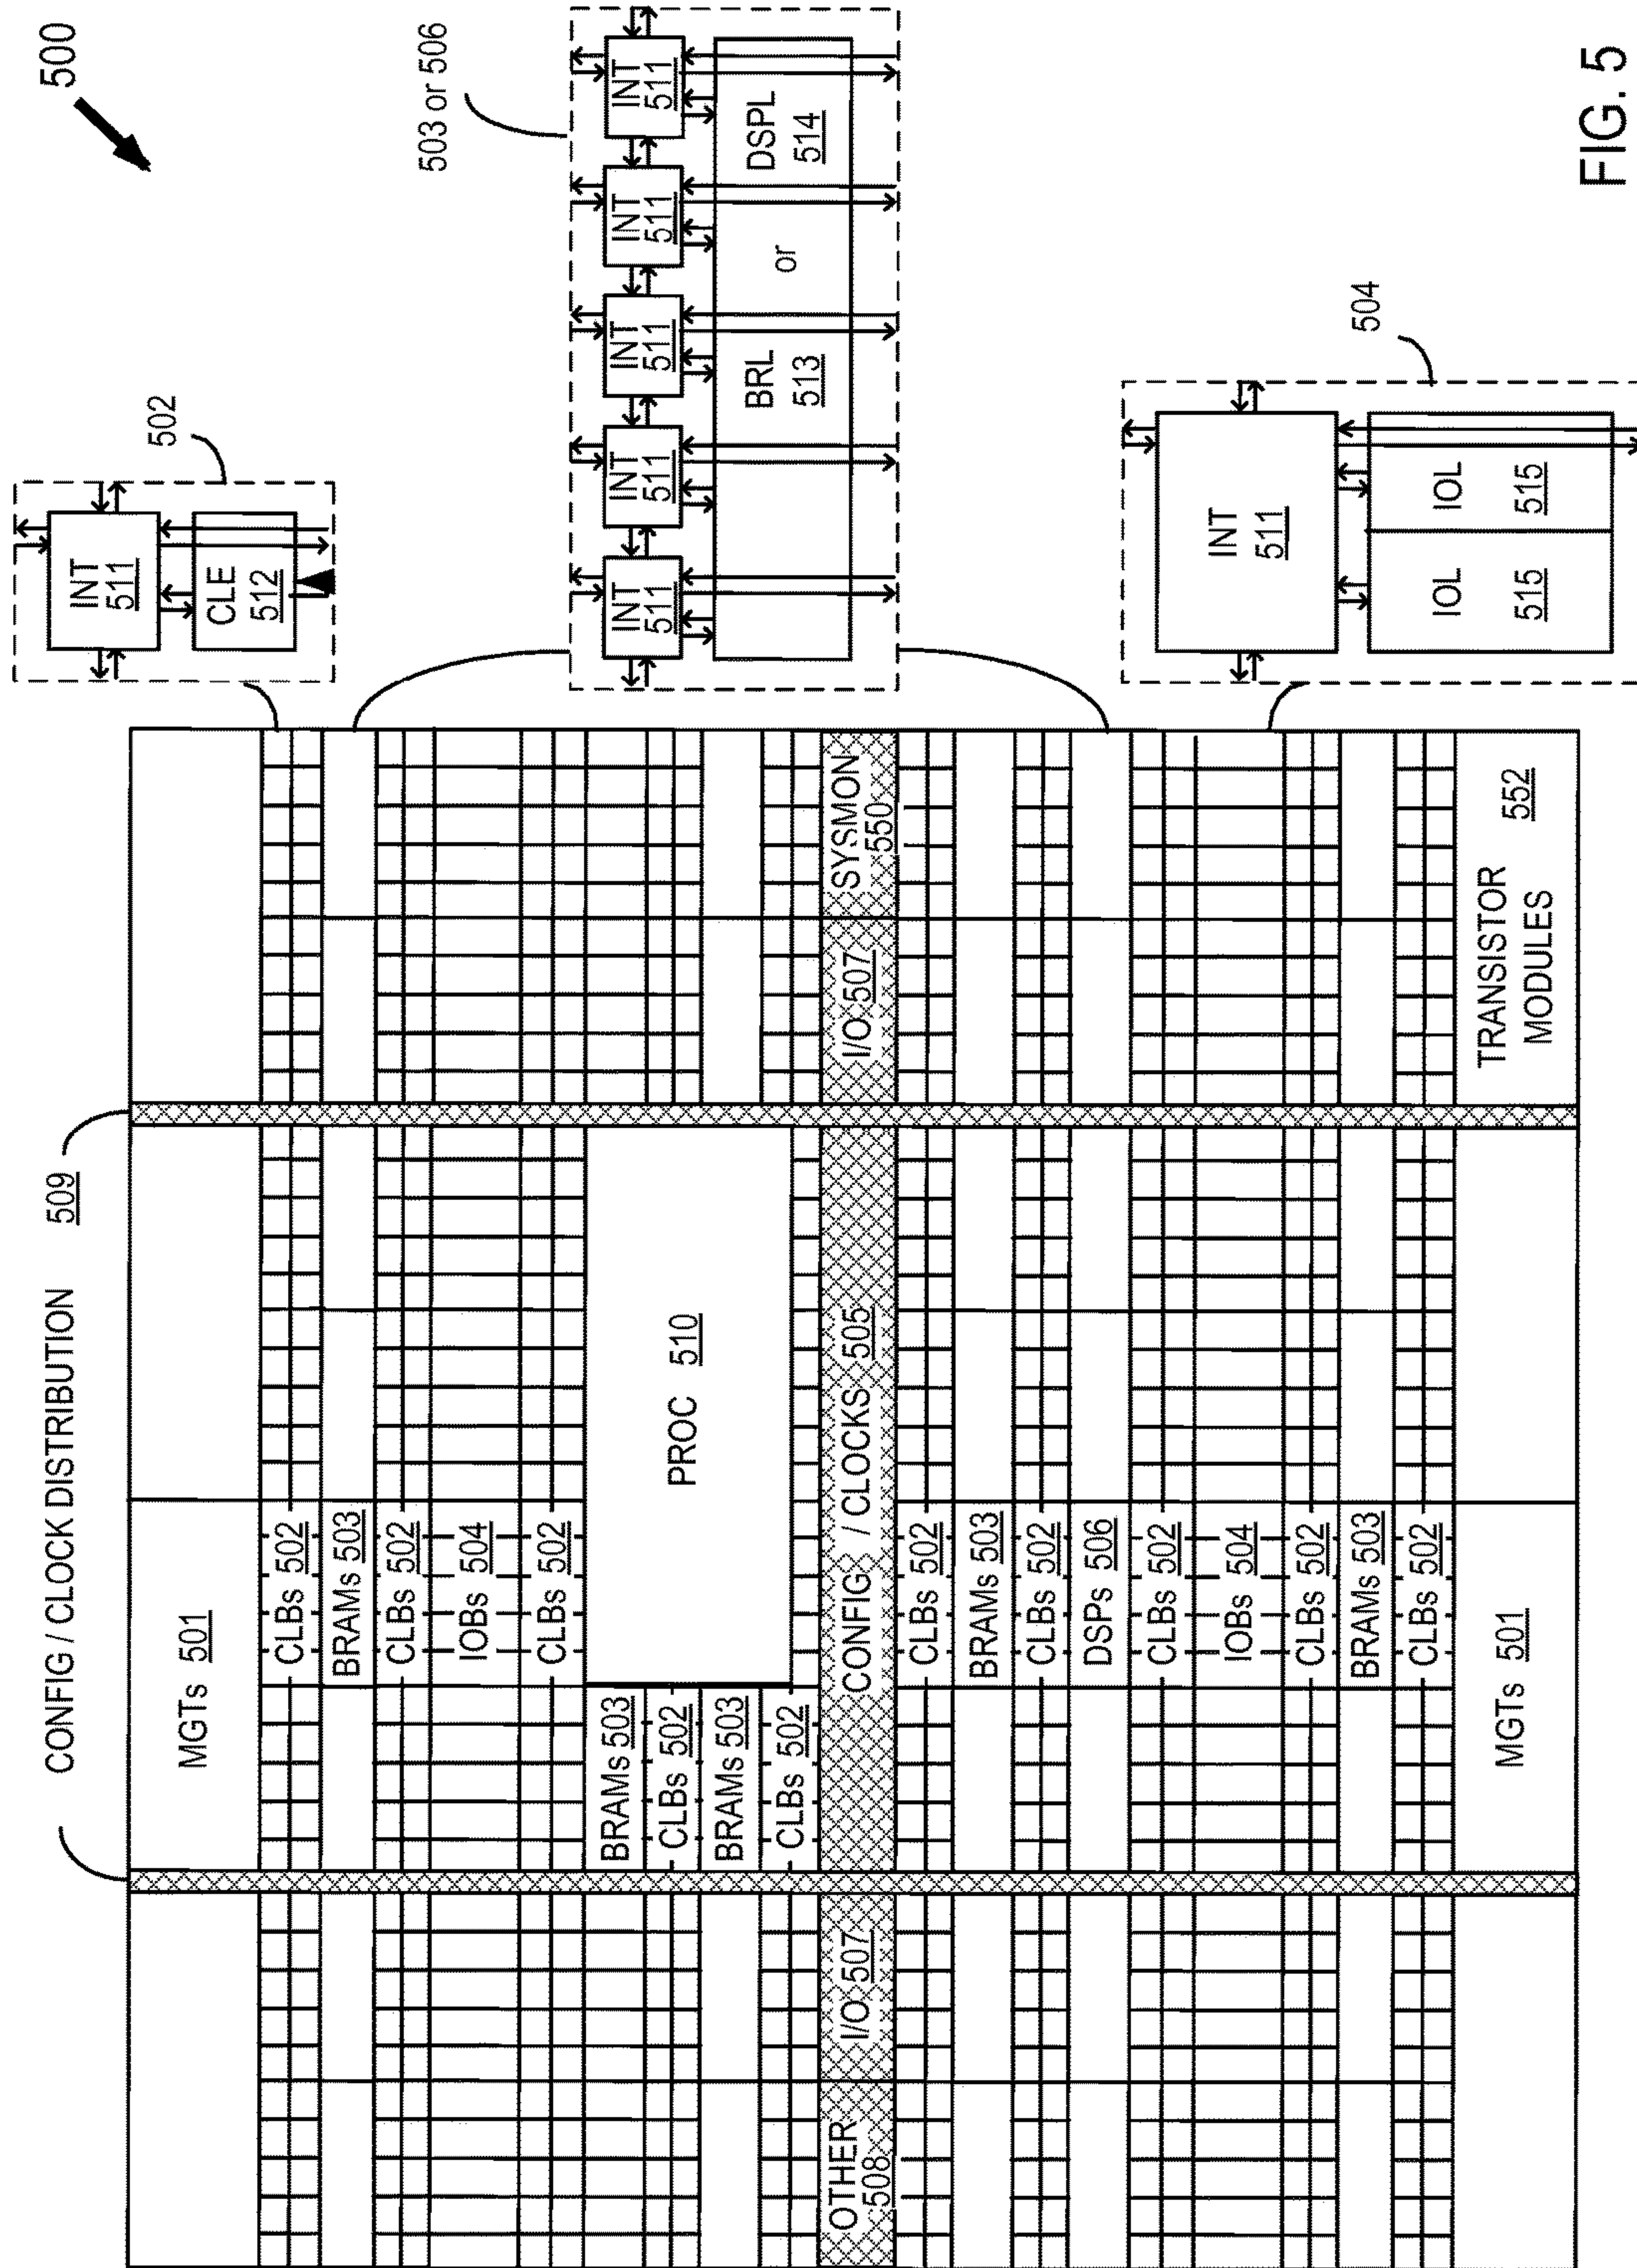 CONFIG / CLOCK DISTRIBUTION 509
500
MGTs 501
CLBs 502
BRAMs 503
CLBs 502
IOBs 504
CLBs 502
BRAMs 503
CLBs 502
BRAMs 503
CLBs 502
PROC 510
OTHER
508
I/O 507
CONFIG / CLOCKS 505
I/O 507
SYSMON
550
CLBs 502
BRAMs 503
CLBs 502
DSPs 506
CLBs 502
IOBs 504
CLBs 502
BRAMs 503
CLBs 502
MGTs 501
TRANSISTOR
MODULES
552
INT
511
CLE
512
502
503 or 506
INT
511
INT
511
INT
511
INT
511
INT
511
BRL or DSPL
513 514
504
INT
511
IOL IOL
515 515
FIG. 5